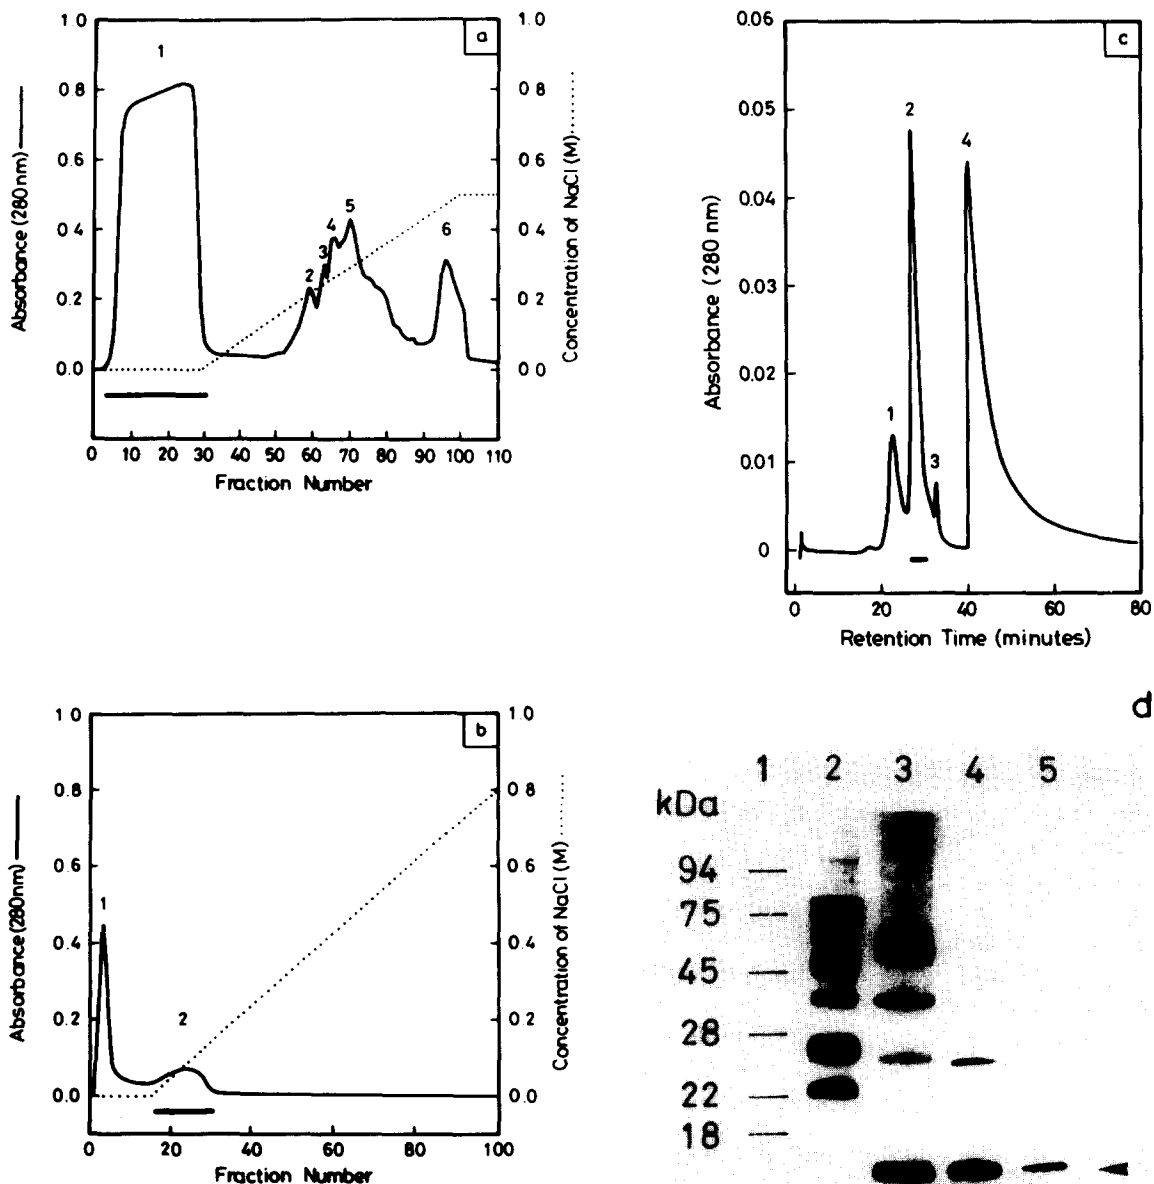 a
1
2
3
4
5
6
1.0
0.8
0.6
0.4
0.2
0.0
1.0
0.8
0.6
0.4
0.2
0.0
Absorbance (280nm)
Concentration of NaCl (M)
0 10 20 30 40 50 60 70 80 90 100 110
Fraction Number
c
1
2
3
4
0.06
0.05
0.04
0.03
0.02
0.01
0
Absorbance (280 nm)
0 20 40 60 80
Retention Time (minutes)
b
1
2
1.0
0.8
0.6
0.4
0.2
0.0
1.0
0.8
0.6
0.4
0.2
0.0
Absorbance (280nm)
Concentration of NaCl (M)
0 20 40 60 80 100
Fraction Number
d
1 2 3 4 5
kDa
94
75
45
28
22
18